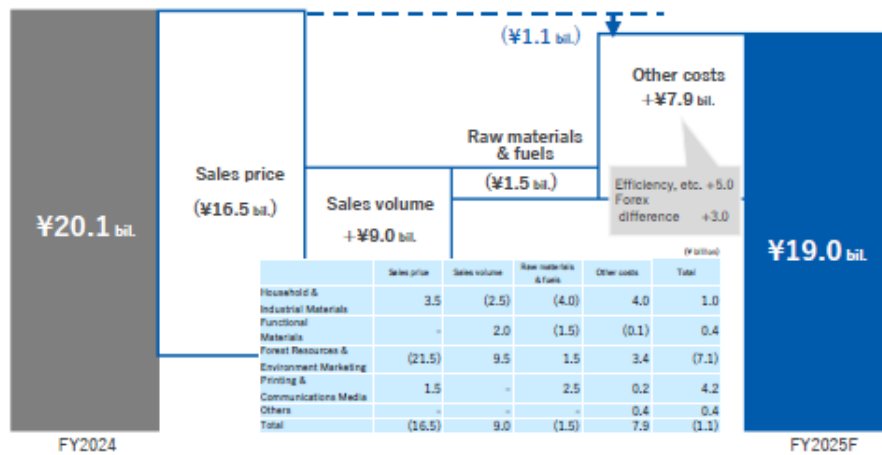 (¥1.1 bil.)
Other costs
+¥7.9 bil.
Raw materials
& fuels
(¥1.5 bil.)
Efficiency, etc. +5.0
Forex
difference +3.0
Sales price
(¥16.5 bil.)
Sales volume
+¥9.0 bil.
¥20.1 bil.
¥19.0 bil.
(¥ billion)
Sales price Sales volume Raw materials & fuels Other costs Total
Household &
Industrial Materials 3.5 (2.5) (4.0) 4.0 1.0
Functional
Materials - 2.0 (1.5) (0.1) 0.4
Forest Resources &
Environment Marketing (21.5) 9.5 1.5 3.4 (7.1)
Printing &
Communications Media 1.5 - 2.5 0.2 4.2
Others - - - 0.4 0.4
Total (16.5) 9.0 (1.5) 7.9 (1.1)
FY2024
FY2025F